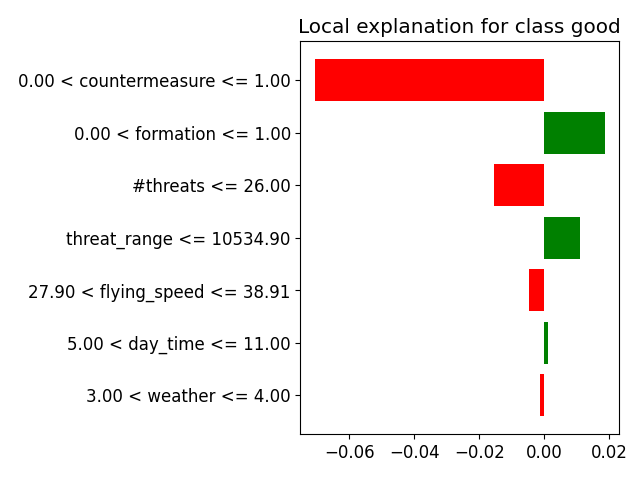 Local explanation for class good
0.00 < countermeasure <= 1.00
0.00 < formation <= 1.00
#threats <= 26.00
threat_range <= 10534.90
27.90 < flying_speed <= 38.91
5.00 < day_time <= 11.00
3.00 < weather <= 4.00
−0.06 −0.04 −0.02 0.00 0.02